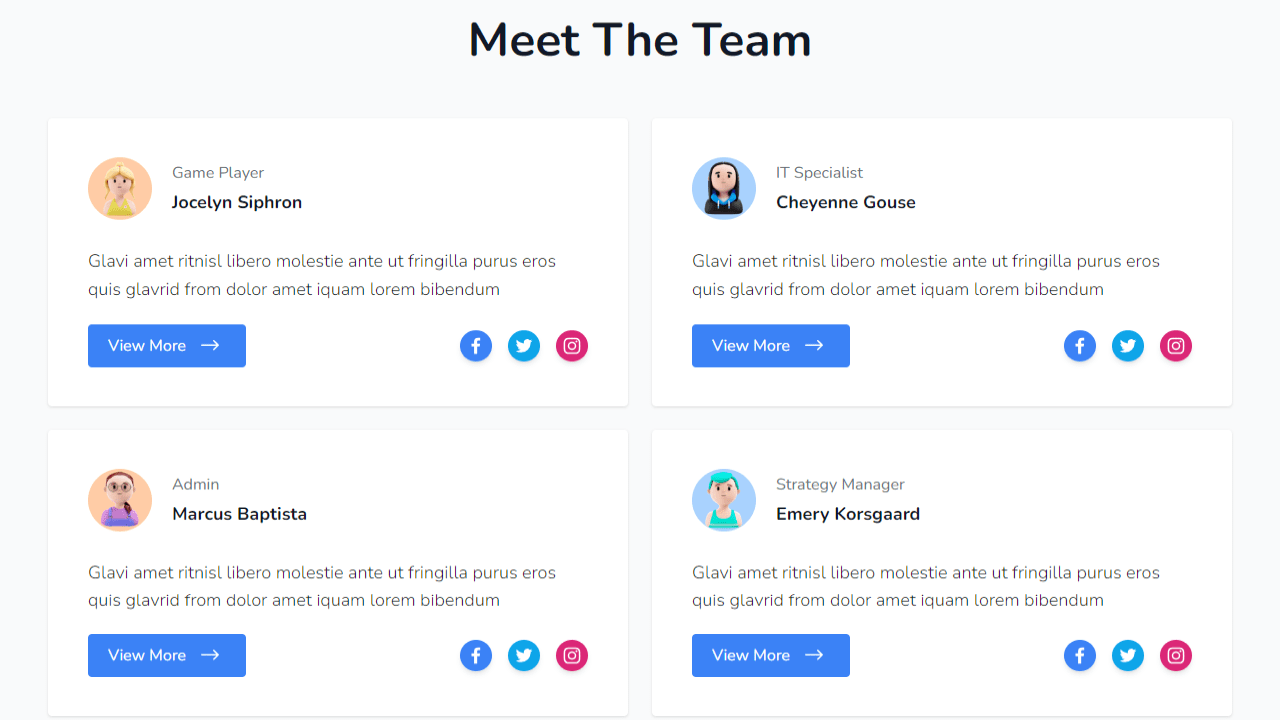 Meet The Team
Game Player
Jocelyn Siphron
Glavi amet ritnisl libero molestie ante ut fringilla purus eros
quis glavrid from dolor amet iquam lorem bibendum
View More
IT Specialist
Cheyenne Gouse
Glavi amet ritnisl libero molestie ante ut fringilla purus eros
quis glavrid from dolor amet iquam lorem bibendum
View More
Admin
Marcus Baptista
Glavi amet ritnisl libero molestie ante ut fringilla purus eros
quis glavrid from dolor amet iquam lorem bibendum
View More
Strategy Manager
Emery Korsgaard
Glavi amet ritnisl libero molestie ante ut fringilla purus eros
quis glavrid from dolor amet iquam lorem bibendum
View More